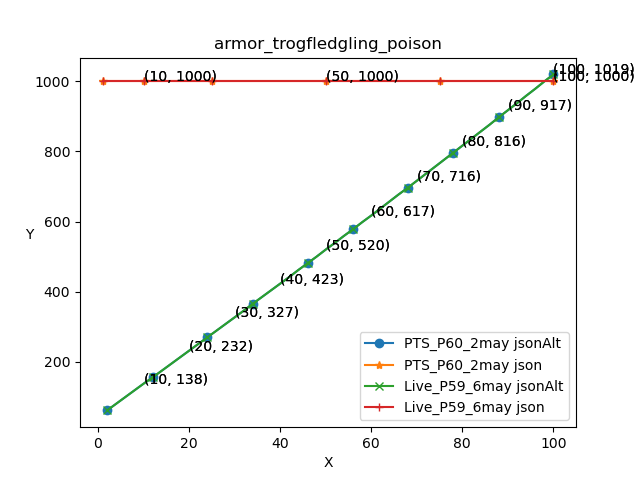 armor_trogfledgling_poison
(100, 1019)
(100, 1000)
(10, 1000)
(50, 1000)
(90, 917)
(80, 816)
(70, 716)
(60, 617)
(50, 520)
(40, 423)
(30, 327)
(20, 232)
(10, 138)
1000
800
600
400
200
Y
PTS_P60_2may jsonAlt
PTS_P60_2may json
Live_P59_6may jsonAlt
Live_P59_6may json
0 20 40 60 80 100
X